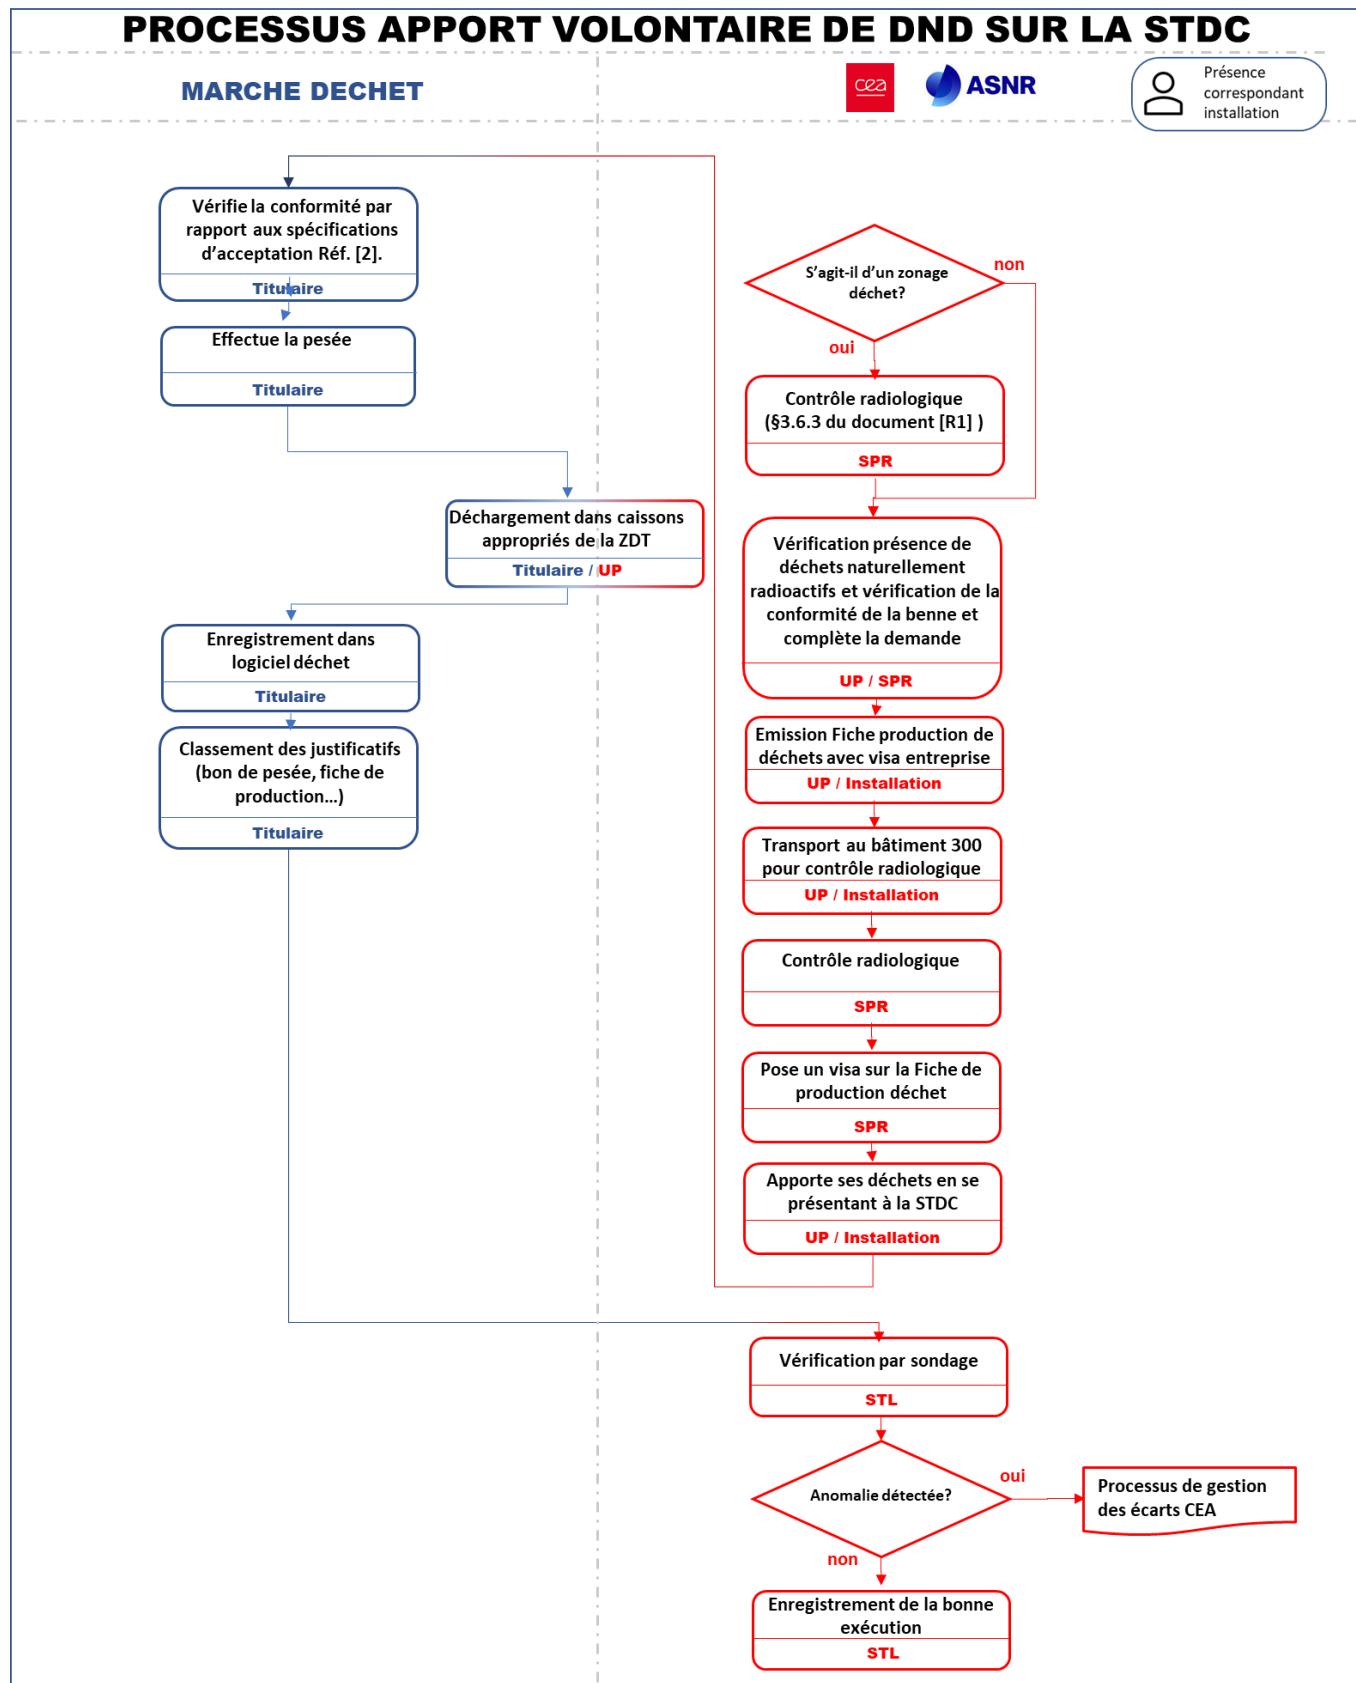 PROCESSUS APPORT VOLONTAIRE DE DND SUR LA STDC
MARCHE DECHET
cea
ASNR
Présence
correspondant
installation
Vérifie la conformité par
rapport aux spécifications
d’acceptation Réf. [2].
Titulaire
Effectue la pesée
Titulaire
Déchargement dans caissons
appropriés de la ZDT
Titulaire / UP
Enregistrement dans
logiciel déchet
Titulaire
Classement des justificatifs
(bon de pesée, fiche de
production...)
Titulaire
S’agit-il d’un zonage
déchet?
non
oui
Contrôle radiologique
(§3.6.3 du document [R1] )
SPR
Vérification présence de
déchets naturellement
radioactifs et vérification de la
conformité de la benne et
complète la demande
UP / SPR
Emission Fiche production de
déchets avec visa entreprise
UP / Installation
Transport au bâtiment 300
pour contrôle radiologique
UP / Installation
Contrôle radiologique
SPR
Pose un visa sur la Fiche de
production déchet
SPR
Apporte ses déchets en se
présentant à la STDC
UP / Installation
Vérification par sondage
STL
Anomalie détectée?
oui
Processus de gestion
des écarts CEA
non
Enregistrement de la bonne
exécution
STL